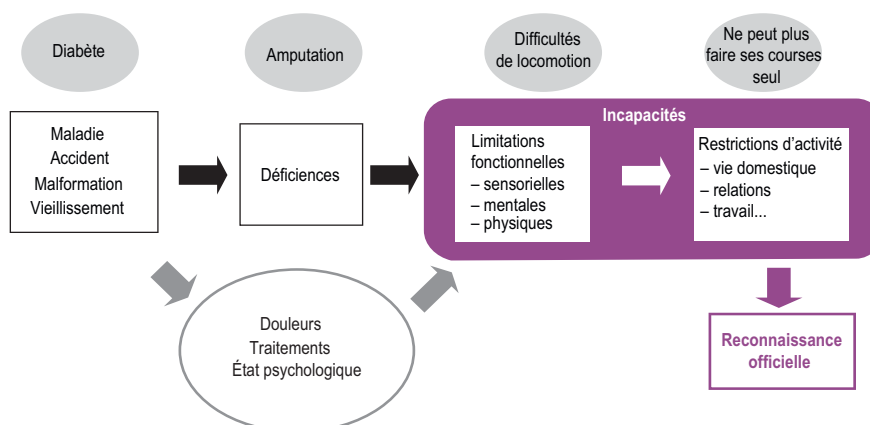 Diabète
Amputation
Difficultés
de locomotion
Ne peut plus
faire ses courses
seul
Incapacités
Maladie
Accident
Malformation
Vieillissement
Déficiences
Limitations
fonctionnelles
– sensorielles
– mentales
– physiques
Restrictions d’activité
– vie domestique
– relations
– travail...
Douleurs
Traitements
État psychologique
Reconnaissance
officielle